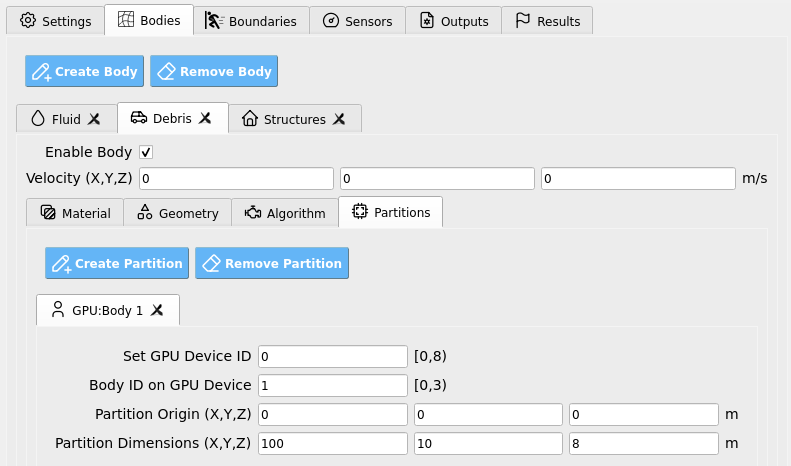 Settings Bodies Boundaries Sensors Outputs Results
Create Body Remove Body
Fluid Debris Structures
Enable Body
Velocity (X,Y,Z) 0 0 0 m/s
Material Geometry Algorithm Partitions
Create Partition Remove Partition
GPU:Body 1
Set GPU Device ID 0 [0,8)
Body ID on GPU Device 1 [0,3)
Partition Origin (X,Y,Z) 0 0 0 m
Partition Dimensions (X,Y,Z) 100 10 8 m